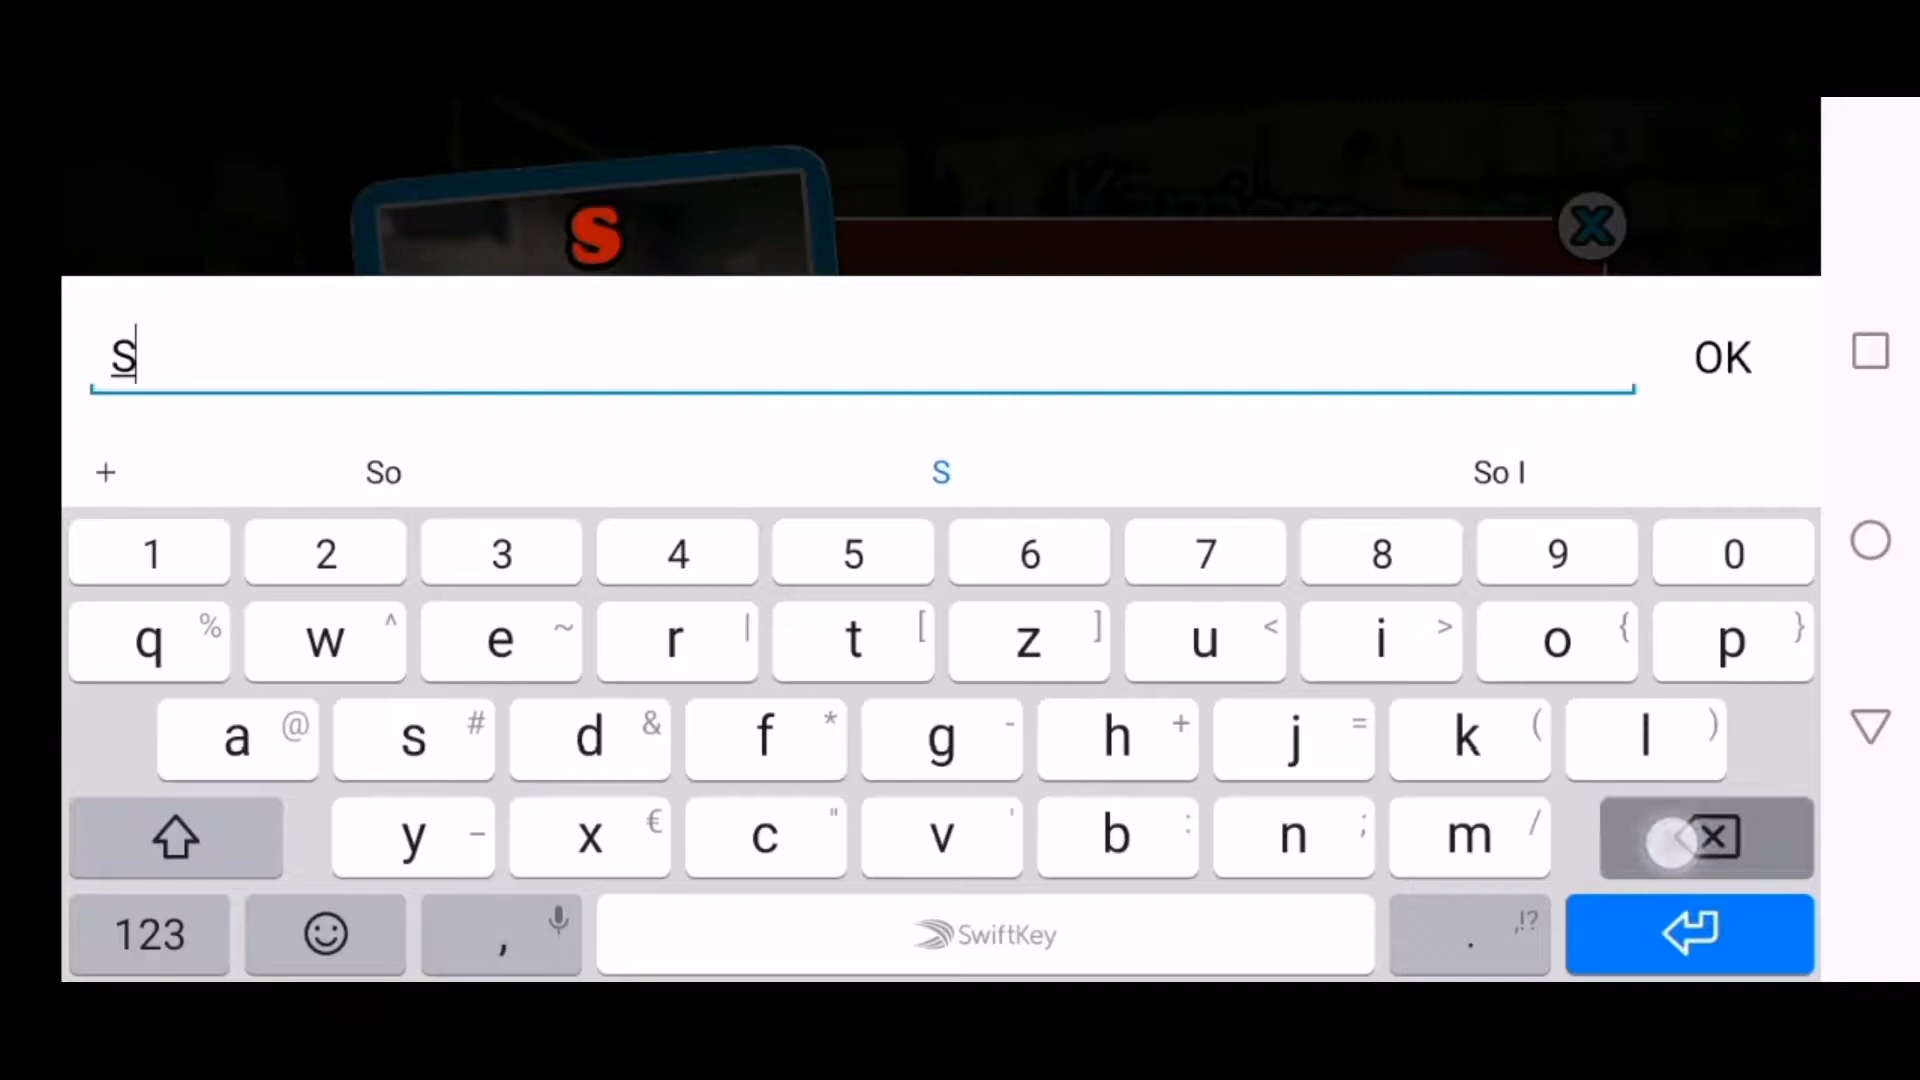 S
X
S
OK
+ So S So I
1 2 3 4 5 6 7 8 9 0
q % w ^ e ~ r | t [ z ] u < i > o { p }
a @ s # d & f * g - h + j = k ( l )
y _ x € c " v ' b : n ; m /
123 , SwiftKey . ,!?